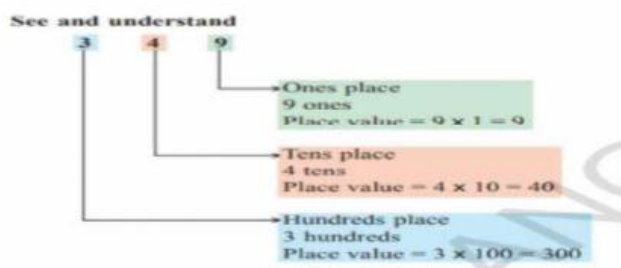 See and understand
3 4 9
Ones place
9 ones
Place value = 9 × 1 = 9
Tens place
4 tens
Place value = 4 × 10 = 40
Hundreds place
3 hundreds
Place value = 3 × 100 = 300